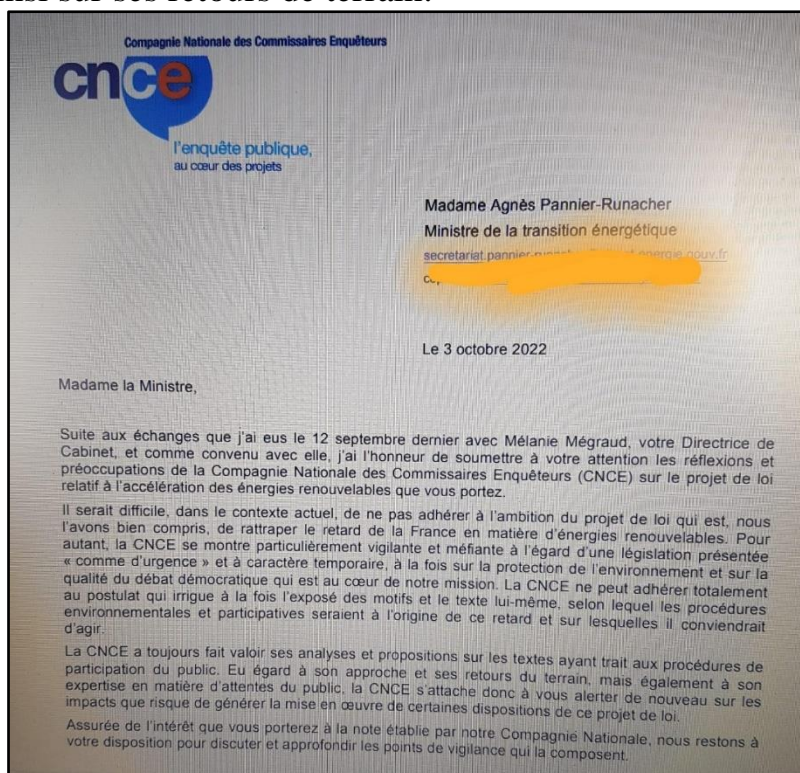 Compagnie Nationale des Commissaires Enquêteurs
cnce
l'enquête publique,
au cœur des projets
Madame Agnès Pannier-Runacher
Ministre de la transition énergétique
Le 3 octobre 2022
Madame la Ministre,
Suite aux échanges que j'ai eus le 12 septembre dernier avec Mélanie Mégraud, votre Directrice de
Cabinet, et comme convenu avec elle, j'ai l'honneur de soumettre à votre attention les réflexions et
préoccupations de la Compagnie Nationale des Commissaires Enquêteurs (CNCE) sur le projet de loi
relatif à l'accélération des énergies renouvelables que vous portez.
Il serait difficile, dans le contexte actuel, de ne pas adhérer à l'ambition du projet de loi qui est, nous
l'avons bien compris, de rattraper le retard de la France en matière d'énergies renouvelables. Pour
autant, la CNCE se montre particulièrement vigilante et méfiante à l'égard d'une législation présentée
« comme d'urgence » et à caractère temporaire, à la fois sur la protection de l'environnement et sur la
qualité du débat démocratique qui est au cœur de notre mission. La CNCE ne peut adhérer totalement
au postulat qui irrigue à la fois l'exposé des motifs et le texte lui-même, selon lequel les procédures
environnementales et participatives seraient à l'origine de ce retard et sur lesquelles il conviendrait
d'agir.
La CNCE a toujours fait valoir ses analyses et propositions sur les textes ayant trait aux procédures de
participation du public. Eu égard à son approche et ses retours du terrain, mais également à son
expertise en matière d'attentes du public, la CNCE s'attache donc à vous alerter de nouveau sur les
impacts que risque de générer la mise en œuvre de certaines dispositions de ce projet de loi.
Assurée de l'intérêt que vous porterez à la note établie par notre Compagnie Nationale, nous restons à
votre disposition pour discuter et approfondir les points de vigilance qui la composent.